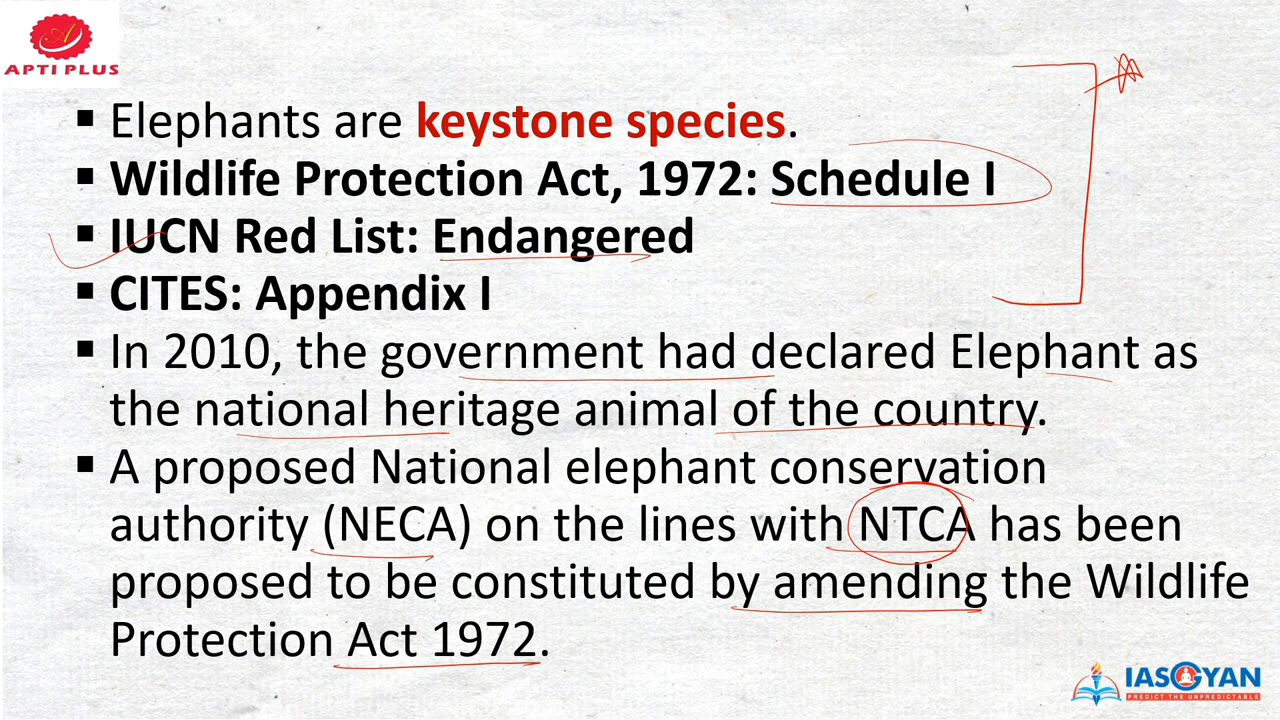 APTI PLUS
▪ Elephants are keystone species.
▪ Wildlife Protection Act, 1972: Schedule I
▪ IUCN Red List: Endangered
▪ CITES: Appendix I
▪ In 2010, the government had declared Elephant as
the national heritage animal of the country.
▪ A proposed National elephant conservation
authority (NECA) on the lines with NTCA has been
proposed to be constituted by amending the Wildlife
Protection Act 1972.
IASGYAN
PREDICT THE UNPREDICTABLE